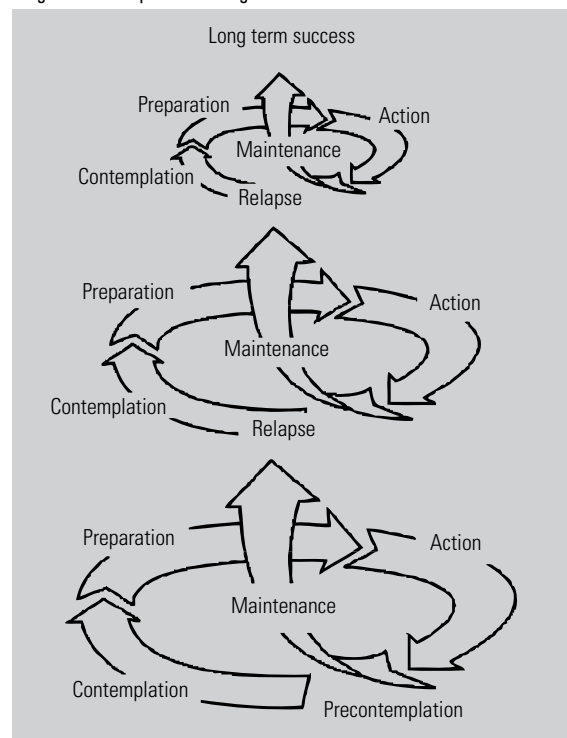 Long term success
Preparation
Action
Maintenance
Contemplation
Relapse
Preparation
Action
Maintenance
Contemplation
Relapse
Preparation
Action
Maintenance
Contemplation
Precontemplation